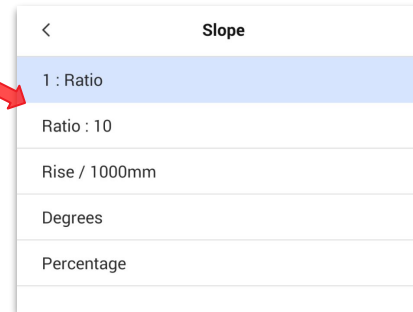 Slope
1 : Ratio
Ratio : 10
Rise / 1000mm
Degrees
Percentage